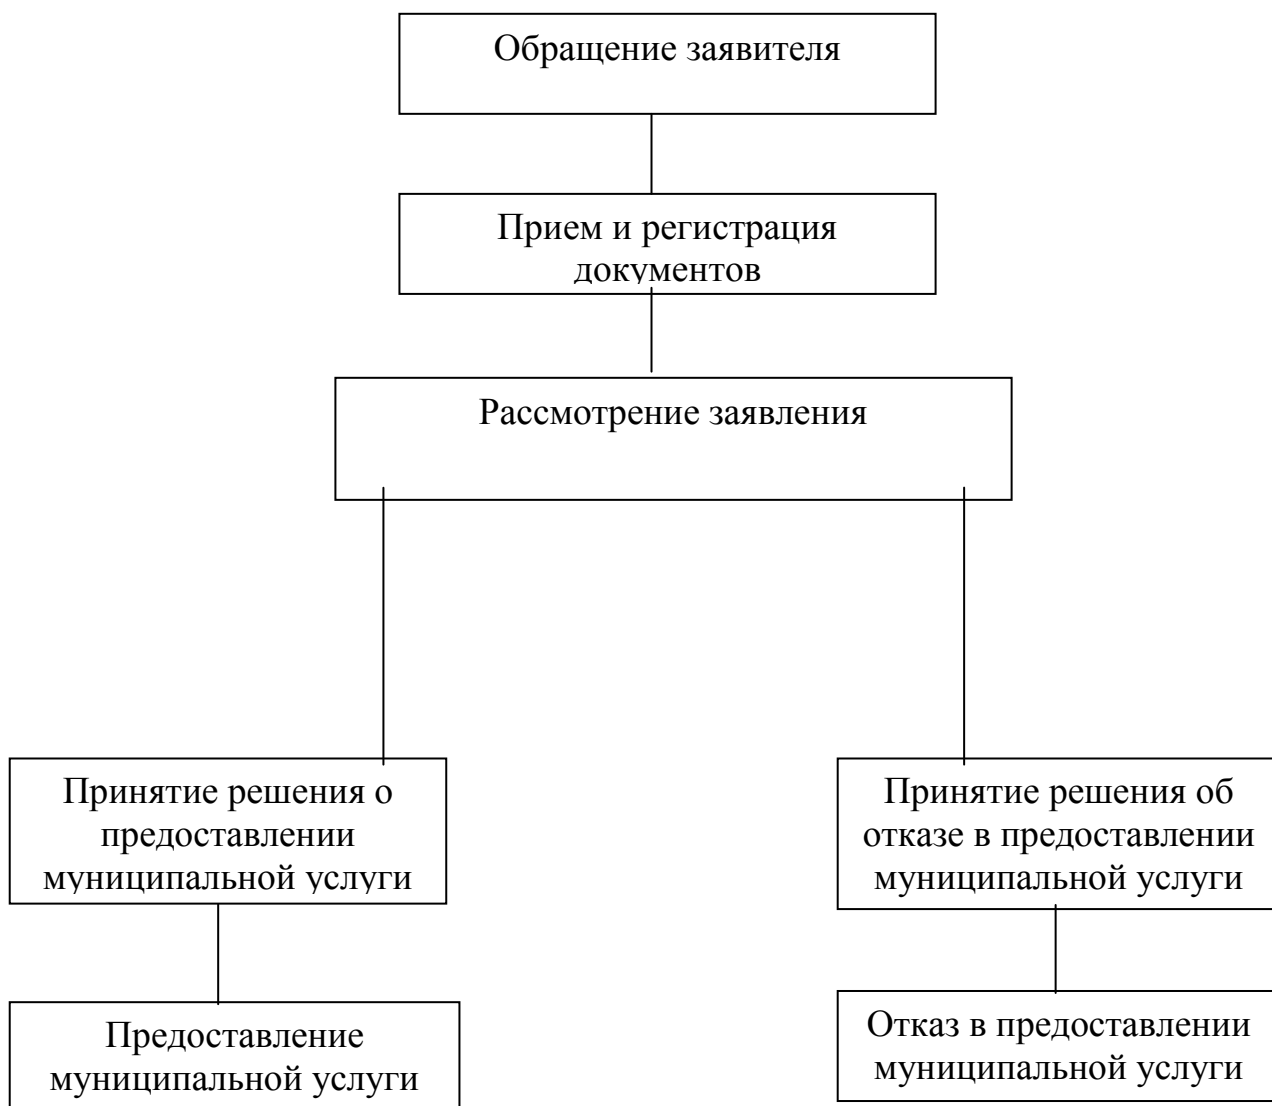 Обращение заявителя
Прием и регистрация
документов
Рассмотрение заявления
Принятие решения о
предоставлении
муниципальной услуги
Принятие решения об
отказе в предоставлении
муниципальной услуги
Предоставление
муниципальной услуги
Отказ в предоставлении
муниципальной услуги